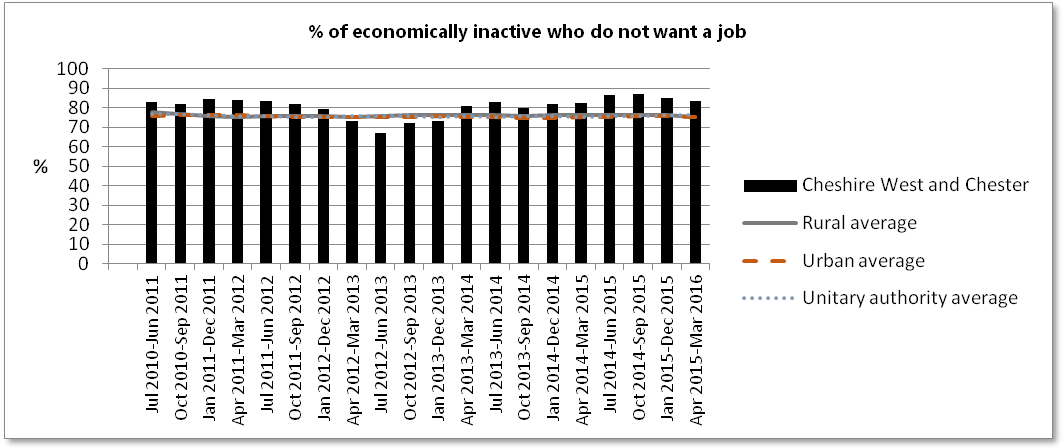 % of economically inactive who do not want a job
100
90
80
70
60
50
40
30
20
10
0
%
Jul 2010-Jun 2011
Oct 2010-Sep 2011
Jan 2011-Dec 2011
Apr 2011-Mar 2012
Jul 2011-Jun 2012
Oct 2011-Sep 2012
Jan 2012-Dec 2012
Apr 2012-Mar 2013
Jul 2012-Jun 2013
Oct 2012-Sep 2013
Jan 2013-Dec 2013
Apr 2013-Mar 2014
Jul 2013-Jun 2014
Oct 2013-Sep 2014
Jan 2014-Dec 2014
Apr 2014-Mar 2015
Jul 2014-Jun 2015
Oct 2014-Sep 2015
Jan 2015-Dec 2015
Apr 2015-Mar 2016
Cheshire West and Chester
Rural average
Urban average
Unitary authority average